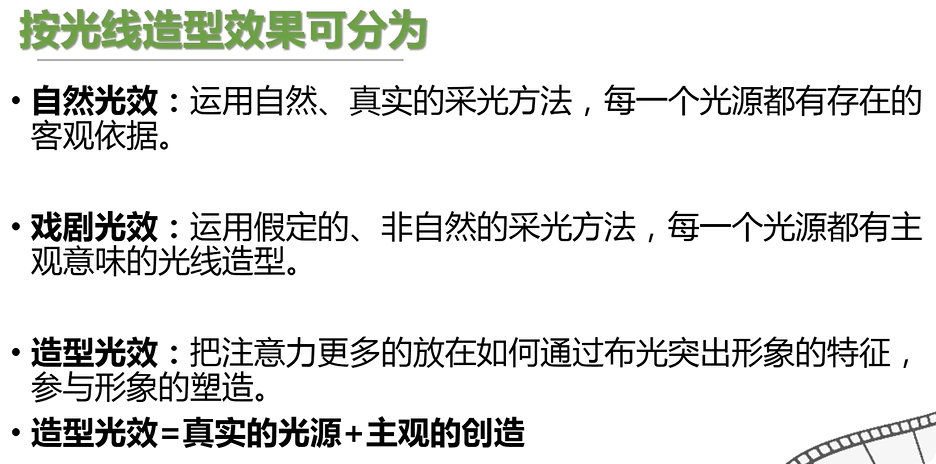 按光线造型效果可分为
• 自然光效：运用自然、真实的采光方法，每一个光源都有存在的
客观依据。
• 戏剧光效：运用假定的、非自然的采光方法，每一个光源都有主
观意味的光线造型。
• 造型光效：把注意力更多的放在如何通过布光突出形象的特征，
参与形象的塑造。
• 造型光效=真实的光源+主观的创造